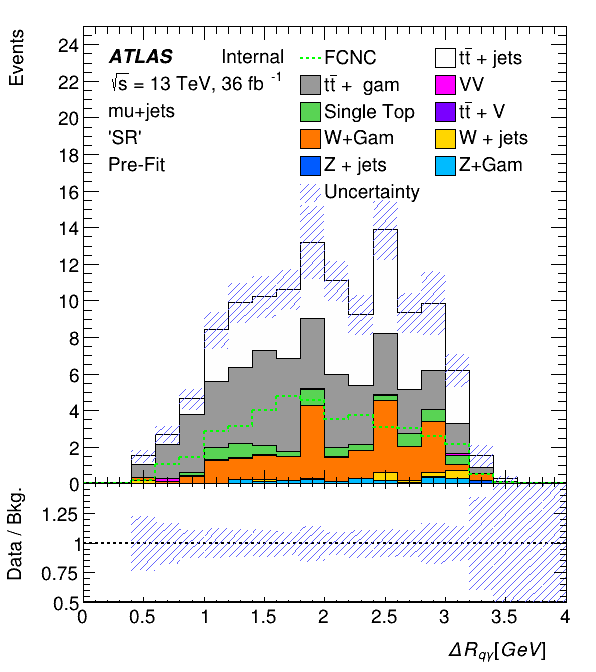 Events
24
22
20
18
16
14
12
10
8
6
4
2
0
ATLAS Internal
√s = 13 TeV, 36 fb⁻¹
mu+jets
'SR'
Pre-Fit
FCNC
tt̄ + jets
tt̄ + gam
VV
Single Top
tt̄ + V
W+Gam
W + jets
Z + jets
Z+Gam
Uncertainty
Data / Bkg.
1.25
1
0.75
0.5
0 0.5 1 1.5 2 2.5 3 3.5 4
ΔR_qγ[GeV]